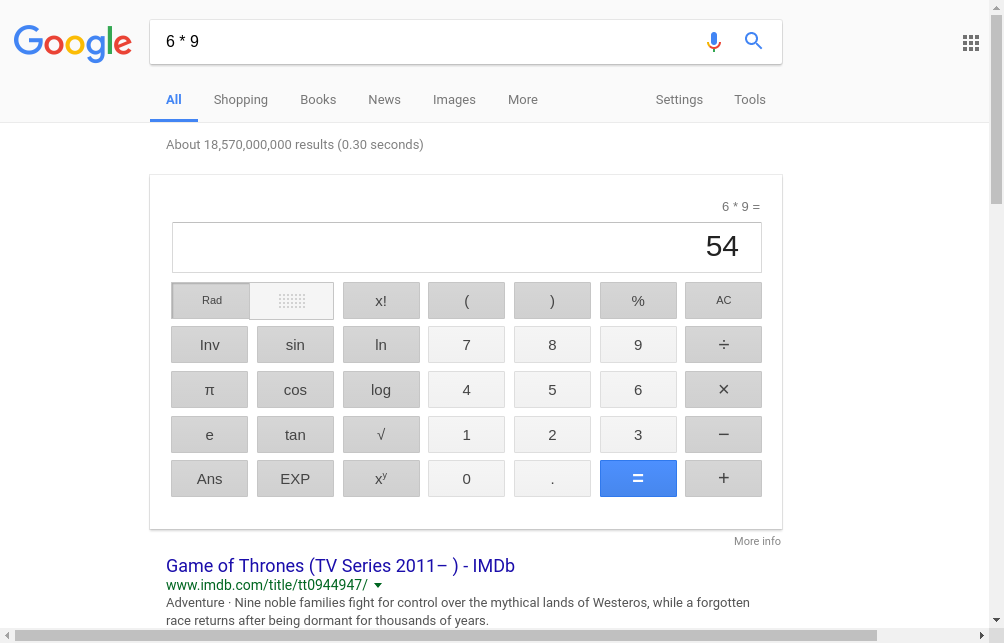 Google
6 * 9
All Shopping Books News Images More Settings Tools
About 18,570,000,000 results (0.30 seconds)
6 * 9 =
54
Rad x! ( ) % AC
Inv sin ln 7 8 9 ÷
π cos log 4 5 6 ×
e tan √ 1 2 3 −
Ans EXP xʸ 0 . = +
More info
Game of Thrones (TV Series 2011– ) - IMDb
www.imdb.com/title/tt0944947/
Adventure · Nine noble families fight for control over the mythical lands of Westeros, while a forgotten
race returns after being dormant for thousands of years.